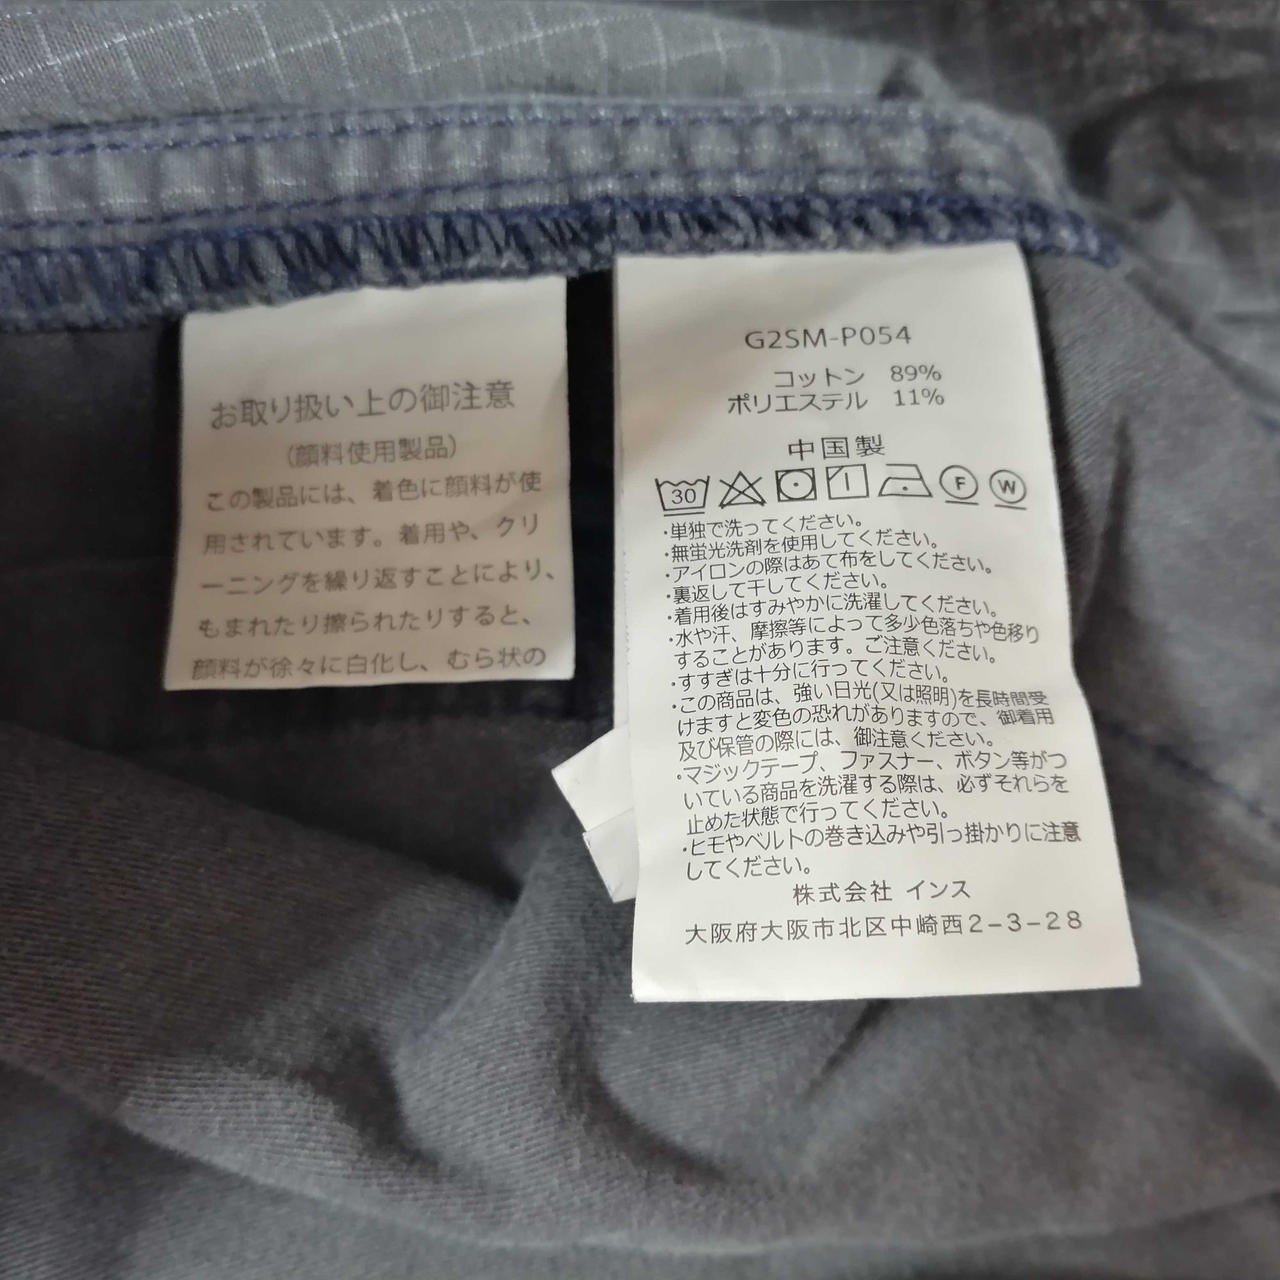 お取り扱い上の御注意
(顔料使用製品)
この製品には、着色に顔料が使
用されています。着用や、クリ
ーニングを繰り返すことにより、
もまれたり擦られたりすると、
顔料が徐々に白化し、むら状の
G2SM-P054
コットン 89%
ポリエステル 11%
中国製
30 F W
・単独で洗ってください。
・無蛍光洗剤を使用してください。
・アイロンの際はあて布をしてください。
・裏返して干してください。
・着用後はすみやかに洗濯してください。
・水や汗、摩擦等によって多少色落ちや色移り
することがあります。ご注意ください。
・すすぎは十分に行ってください。
・この商品は、強い日光(又は照明)を長時間受
けますと変色の恐れがありますので、御着用
及び保管の際には、御注意ください。
・マジックテープ、ファスナー、ボタン等がつ
いている商品を洗濯する際は、必ずそれらを
止めた状態で行ってください。
・ヒモやベルトの巻き込みや引っ掛かりに注意
してください。
株式会社 インス
大阪府大阪市北区中崎西2-3-28